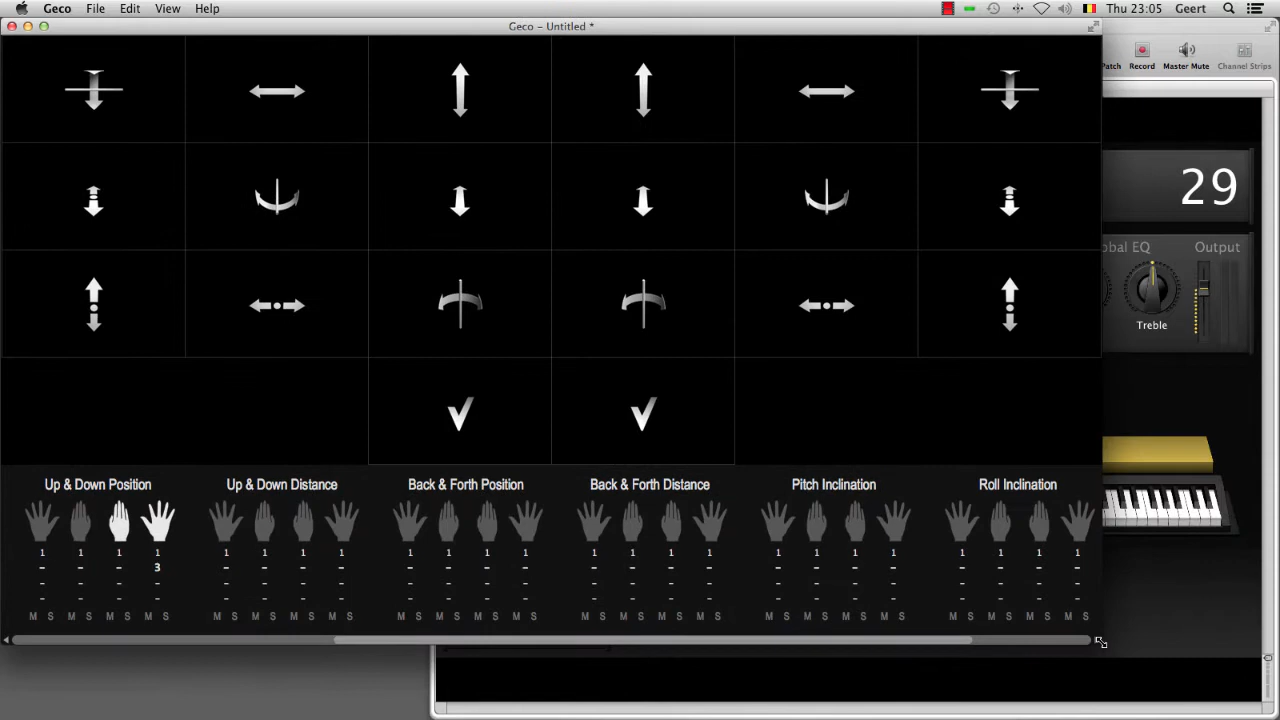 Geco File Edit View Help Thu 23:05 Geert
Geco – Untitled *
Patch Record Master Mute Channel Strips
29
Output
Treble
Up & Down Position Up & Down Distance Back & Forth Position Back & Forth Distance Pitch Inclination Roll Inclination
1 1 1 1 1 1 1 1 1 1 1 1 1 1 1 1 1 1 1 1 1 1 1 1
– – – 3 – – – – – – – – – – – – – – – – – – – –
– – – – – – – – – – – – – – – – – – – – – – – –
– – – – – – – – – – – – – – – – – – – – – – – –
M S M S M S M S M S M S M S M S M S M S M S M S M S M S M S M S M S M S M S M S M S M S M S M S